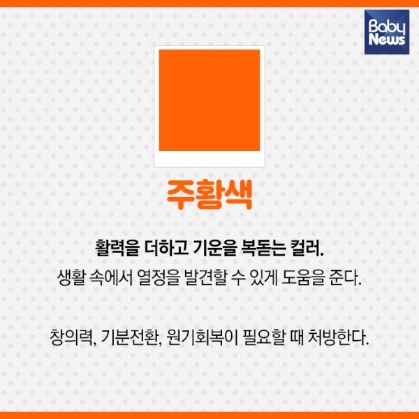 Baby
News
주황색
활력을 더하고 기운을 복돋는 컬러.
생활 속에서 열정을 발견할 수 있게 도움을 준다.
창의력, 기분전환, 원기회복이 필요할 때 처방한다.